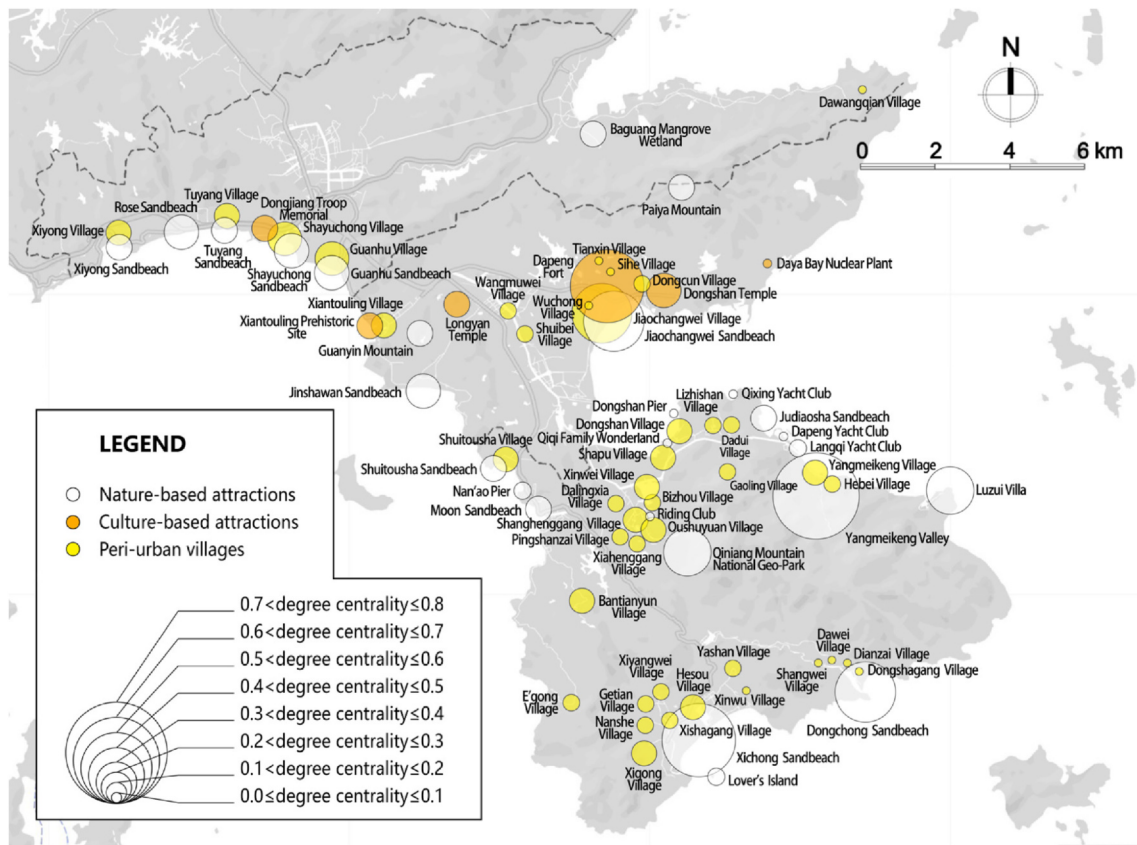 N
Dawangqian Village
0 2 4 6 km
Baguang Mangrove
Wetland
Paiya Mountain
Tuyang Village
Rose Sandbeach
Dongjiang Troop
Memorial
Xiyong Village
Shayuchong Village
Xiyong Sandbeach
Tuyang
Sandbeach
Guanhu Village
Shayuchong
Sandbeach
Guanhu Sandbeach
Tianxin Village
Dapeng
Fort
Sihe Village
Daya Bay Nuclear Plant
Dongcun Village
Wangmuwei
Village
Dongshan Temple
Xiantouling Village
Wuchong
Village
Jiaochangwei Village
Xiantouling Prehistoric
Site
Longyan
Temple
Shuibei
Village
Jiaochangwei Sandbeach
Guanyin Mountain
Jinshawan Sandbeach
Lizhishan
Village
Qixing Yacht Club
Dongshan Pier
Judiaosha Sandbeach
Dongshan Village
Dapeng Yacht Club
Qiqi Family Wonderland
Dadui
Village
Langqi Yacht Club
Shuitousha Village
Shapu Village
Yangmeikeng Village
Shuitousha Sandbeach
Xinwei Village
Gaoling Village
Hebei Village
Luzui Villa
Nan'ao Pier
Dalingxia
Village
Bizhou Village
Moon Sandbeach
Riding Club
Shanghenggang Village
Qushuyuan Village
Yangmeikeng Valley
Pingshanzai Village
Xiahenggang
Village
Qiniang Mountain
National Geo-Park
Bantianyun
Village
Dawei
Village
Yashan Village
Dianzai Village
Xiyangwei
Village
Hesou
Village
Shangwei
Village
Dongshagang Village
E'gong
Village
Getian
Village
Xinwu Village
Nanshe
Village
Xishagang Village
Dongchong Sandbeach
Xichong Sandbeach
Xigong
Village
Lover's Island
LEGEND
Nature-based attractions
Culture-based attractions
Peri-urban villages
0.7<degree centrality≤0.8
0.6<degree centrality≤0.7
0.5<degree centrality≤0.6
0.4<degree centrality≤0.5
0.3<degree centrality≤0.4
0.2<degree centrality≤0.3
0.1<degree centrality≤0.2
0.0≤degree centrality≤0.1